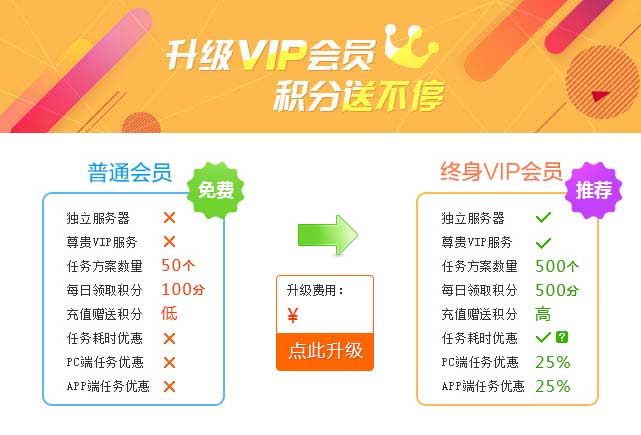 升级VIP会员
积分送不停
普通会员
免费
独立服务器
尊贵VIP服务
任务方案数量 50个
每日领取积分 100分
充值赠送积分 低
任务耗时优惠
PC端任务优惠
APP端任务优惠
升级费用：
¥
点此升级
终身VIP会员
推荐
独立服务器
尊贵VIP服务
任务方案数量 500个
每日领取积分 500分
充值赠送积分 高
任务耗时优惠 ?
PC端任务优惠 25%
APP端任务优惠 25%